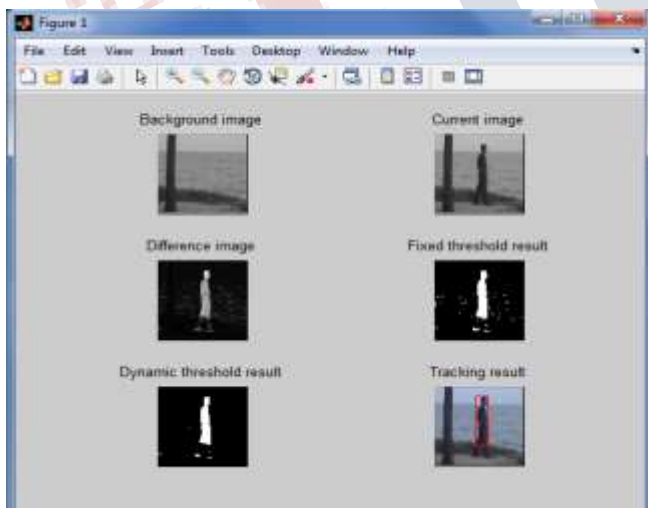 Figure 1
File Edit View Insert Tools Desktop Window Help
Background image
Current image
Difference image
Fixed threshold result
Dynamic threshold result
Tracking result